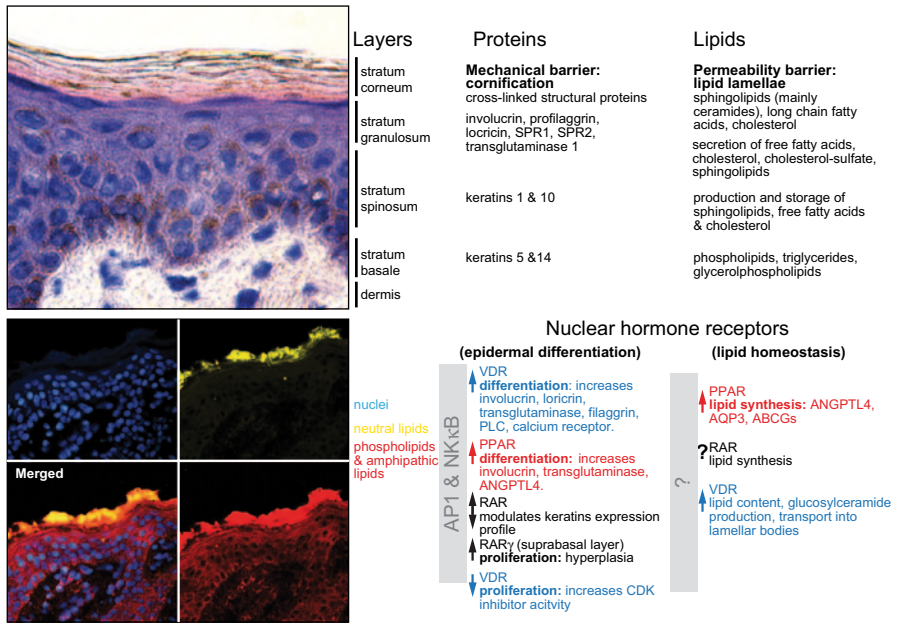 Layers
Proteins
Lipids
stratum
corneum
Mechanical barrier:
cornification
cross-linked structural proteins
Permeability barrier:
lipid lamellae
sphingolipids (mainly
ceramides), long chain fatty
acids, cholesterol
stratum
granulosum
involucrin, profilaggrin,
locricin, SPR1, SPR2,
transglutaminase 1
secretion of free fatty acids,
cholesterol, cholesterol-sulfate,
sphingolipids
stratum
spinosum
keratins 1 & 10
production and storage of
sphingolipids, free fatty acids
& cholesterol
stratum
basale
keratins 5 &14
phospholipids, triglycerides,
glycerolphospholipids
dermis
nuclei
neutral lipids
phospholipids
& amphipathic
lipids
Merged
Nuclear hormone receptors
(epidermal differentiation)
AP1 & NKκB
VDR
differentiation: increases
involucrin, loricrin,
transglutaminase, filaggrin,
PLC, calcium receptor.
PPAR
differentiation: increases
involucrin, transglutaminase,
ANGPTL4.
RAR
modulates keratins expression
profile
RARγ (suprabasal layer)
proliferation: hyperplasia
VDR
proliferation: increases CDK
inhibitor acitvity
(lipid homeostasis)
?
PPAR
lipid synthesis: ANGPTL4,
AQP3, ABCGs
?RAR
lipid synthesis
VDR
lipid content, glucosylceramide
production, transport into
lamellar bodies